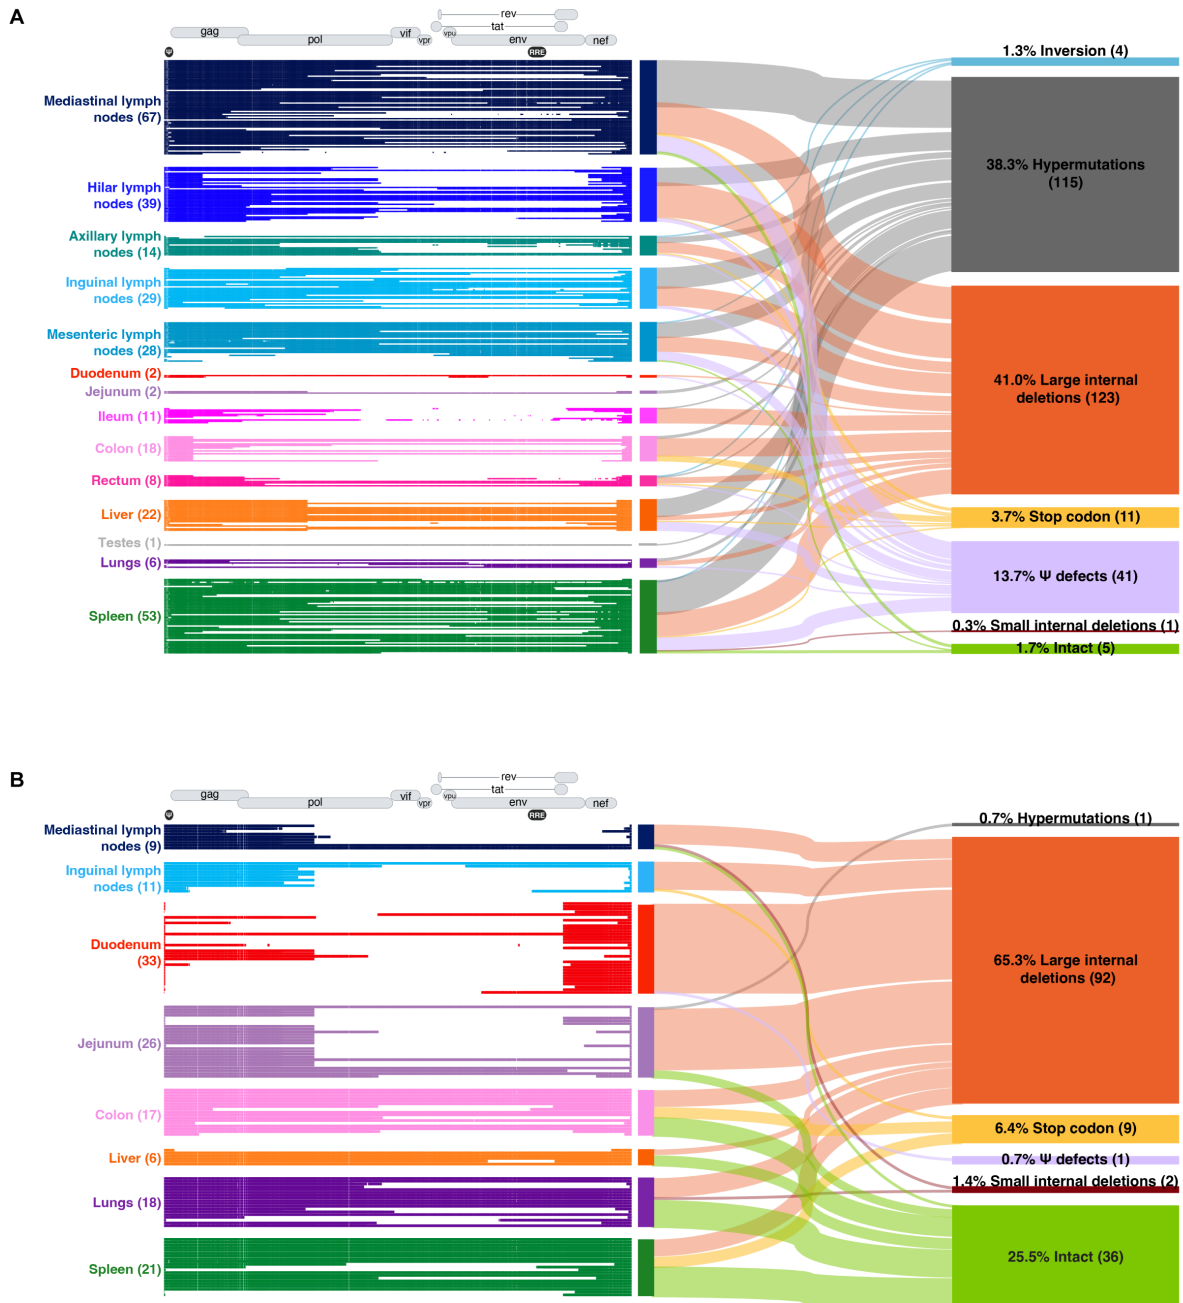 A
rev
tat
gag
vif
vpu
pol
vpr
env
nef
Ψ
RRE
Mediastinal lymph
nodes (67)
Hilar lymph
nodes (39)
Axillary lymph
nodes (14)
Inguinal lymph
nodes (29)
Mesenteric lymph
nodes (28)
Duodenum (2)
Jejunum (2)
Ileum (11)
Colon (18)
Rectum (8)
Liver (22)
Testes (1)
Lungs (6)
Spleen (53)
1.3% Inversion (4)
38.3% Hypermutations
(115)
41.0% Large internal
deletions (123)
3.7% Stop codon (11)
13.7% Ψ defects (41)
0.3% Small internal deletions (1)
1.7% Intact (5)
B
rev
tat
gag
vif
vpu
pol
vpr
env
nef
Ψ
RRE
Mediastinal lymph
nodes (9)
Inguinal lymph
nodes (11)
Duodenum
(33)
Jejunum (26)
Colon (17)
Liver (6)
Lungs (18)
Spleen (21)
0.7% Hypermutations (1)
65.3% Large internal
deletions (92)
6.4% Stop codon (9)
0.7% Ψ defects (1)
1.4% Small internal deletions (2)
25.5% Intact (36)